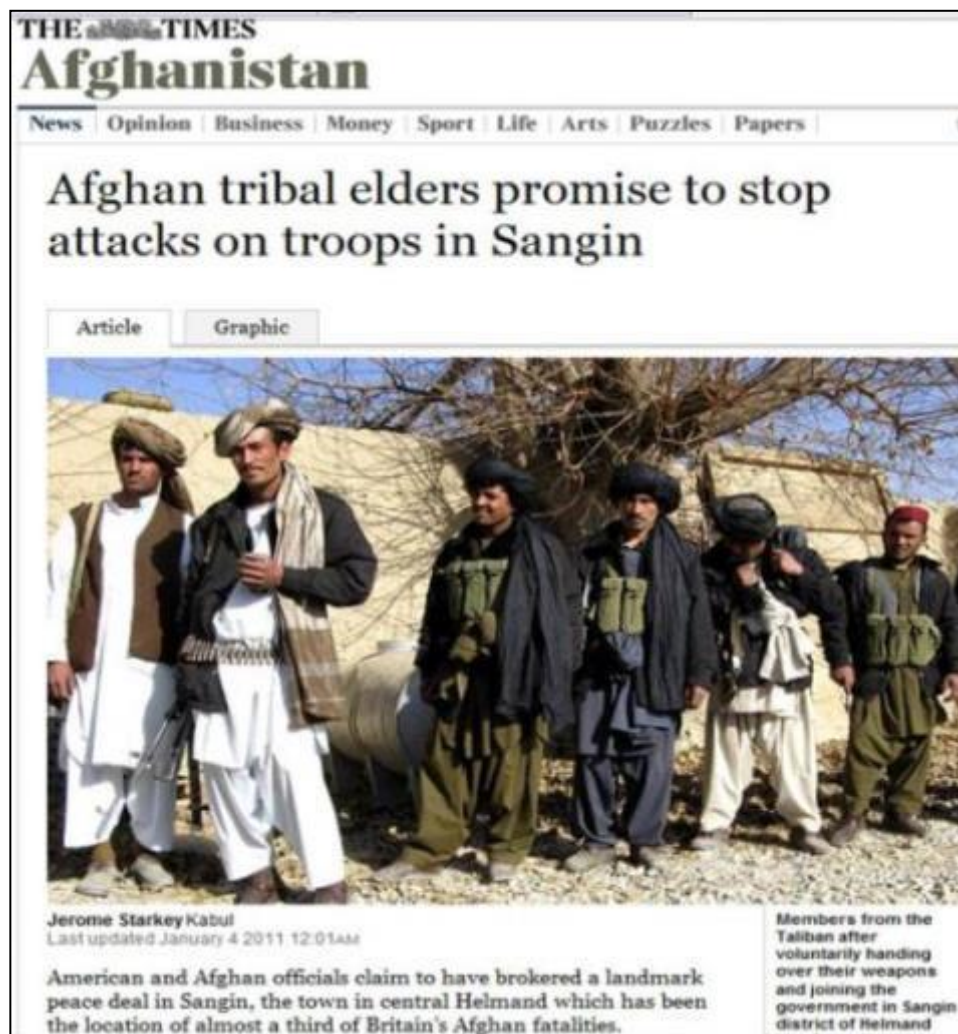 THE TIMES
Afghanistan
News Opinion Business Money Sport Life Arts Puzzles Papers
Afghan tribal elders promise to stop
attacks on troops in Sangin
Article Graphic
Jerome Starkey Kabul
Last updated January 4 2011 12:01AM
American and Afghan officials claim to have brokered a landmark
peace deal in Sangin, the town in central Helmand which has been
the location of almost a third of Britain's Afghan fatalities.
Members from the
Taliban after
voluntarily handing
over their weapons
and joining the
government in Sangin
district of Helmand